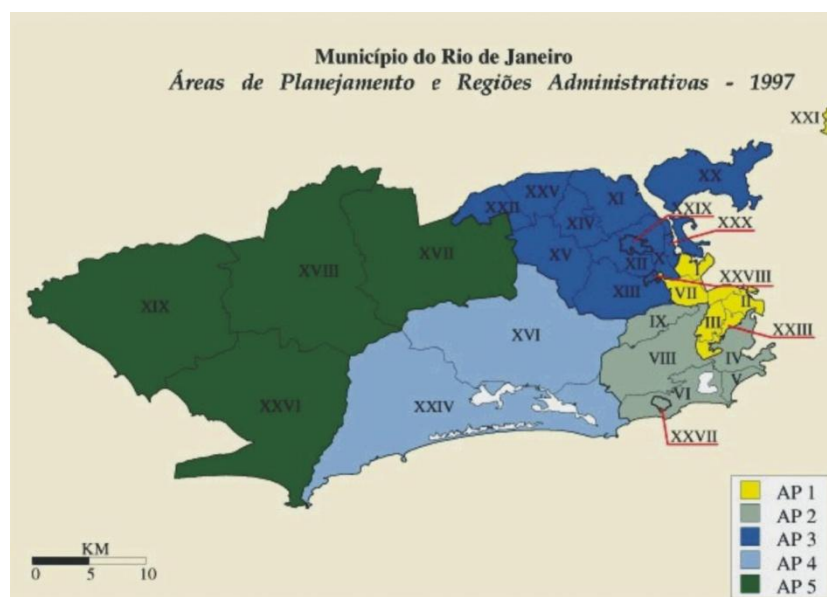 Município do Rio de Janeiro
Áreas de Planejamento e Regiões Administrativas - 1997
XXI
XX
XXV
XI
XXII
XXIX
XIV
XXX
XVII
XV
XII
X
I
XVIII
XXVIII
XIII
VII
II
XIX
III
IX
XXIII
XVI
VIII
IV
V
XXVI
XXIV
VI
XXVII
AP 1
AP 2
AP 3
AP 4
AP 5
KM
0 5 10